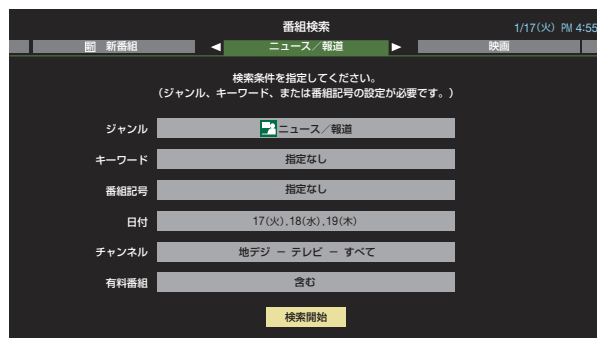 番組検索
1/17(火) PM 4:55
新 新番組
◀ ニュース／報道 ▶
映画
検索条件を指定してください。
(ジャンル、キーワード、または番組記号の設定が必要です。)
ジャンル ニュース／報道
キーワード 指定なし
番組記号 指定なし
日付 17(火),18(水),19(木)
チャンネル 地デジ － テレビ － すべて
有料番組 含む
検索開始